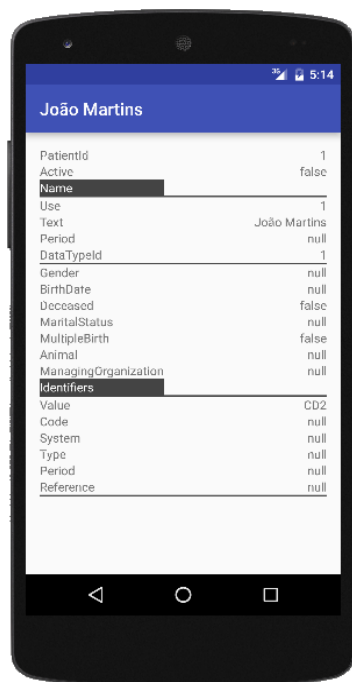 3G 5:14
João Martins
PatientId 1
Active false
Name
Use 1
Text João Martins
Period null
DataTypeId 1
Gender null
BirthDate null
Deceased false
MaritalStatus null
MultipleBirth false
Animal null
ManagingOrganization null
Identifiers
Value CD2
Code null
System null
Type null
Period null
Reference null